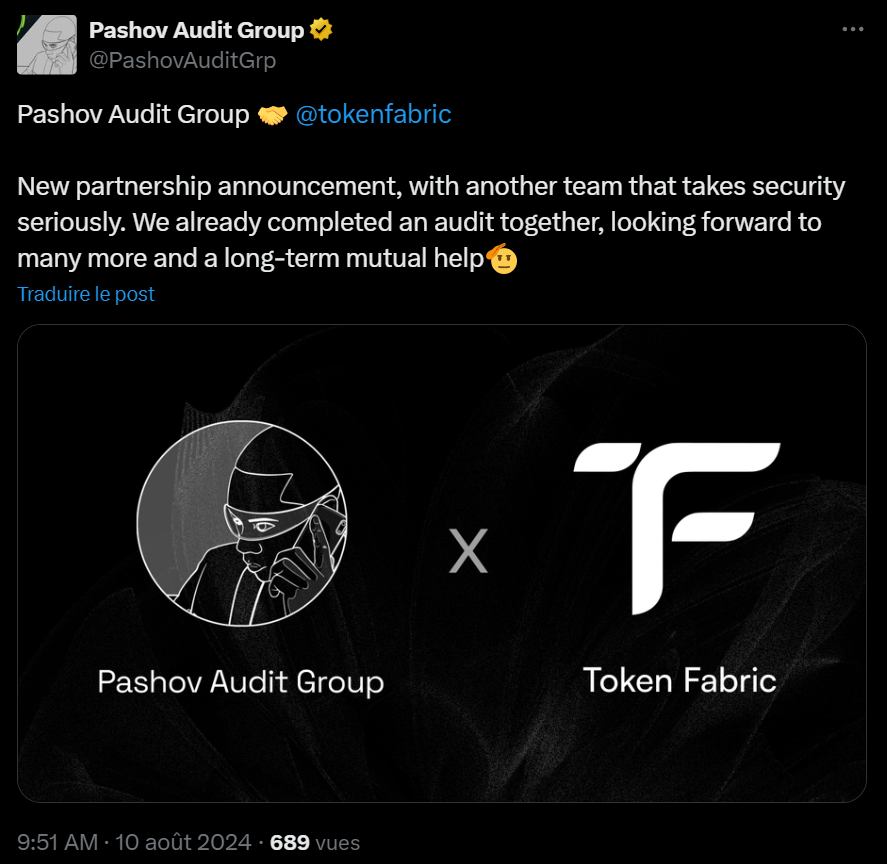 Pashov Audit Group
@PashovAuditGrp
Pashov Audit Group 🤝 @tokenfabric
New partnership announcement, with another team that takes security
seriously. We already completed an audit together, looking forward to
many more and a long-term mutual help🫡
Traduire le post
X
Pashov Audit Group
Token Fabric
9:51 AM · 10 août 2024 · 689 vues